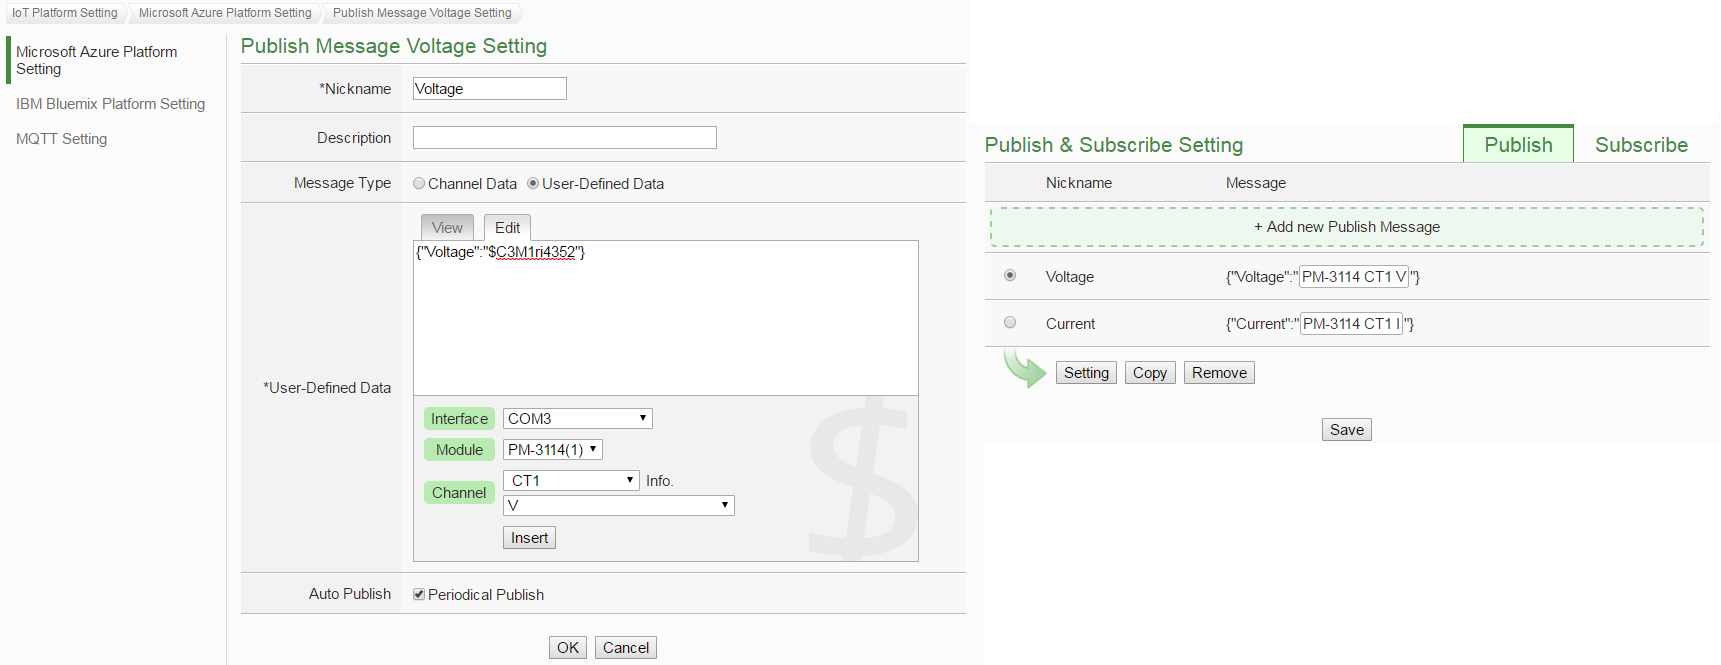 IoT Platform Setting
Microsoft Azure Platform Setting
Publish Message Voltage Setting
Microsoft Azure Platform
Setting
IBM Bluemix Platform Setting
MQTT Setting
Publish Message Voltage Setting
*Nickname
Voltage
Description
Message Type
Channel Data
User-Defined Data
*User-Defined Data
View
Edit
{"Voltage":"$C3M1ri4352"}
$
Interface
COM3
Module
PM-3114(1)
Channel
CT1
Info.
V
Insert
Auto Publish
Periodical Publish
OK
Cancel
Publish & Subscribe Setting
Publish
Subscribe
Nickname
Message
+ Add new Publish Message
Voltage
{"Voltage":" PM-3114 CT1 V "}
Current
{"Current":" PM-3114 CT1 I "}
Setting
Copy
Remove
Save